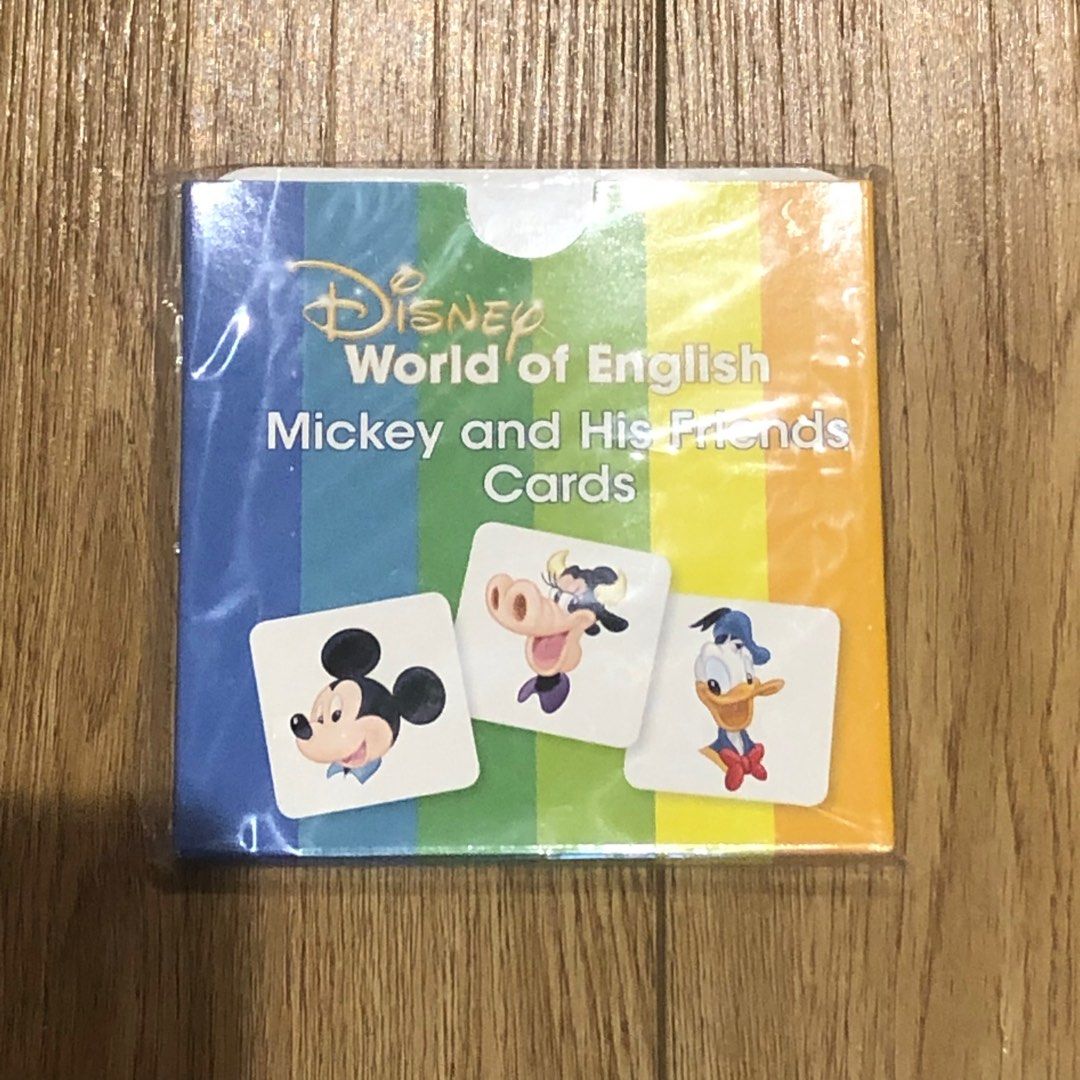 Disney
World of English
Mickey and His Friends
Cards